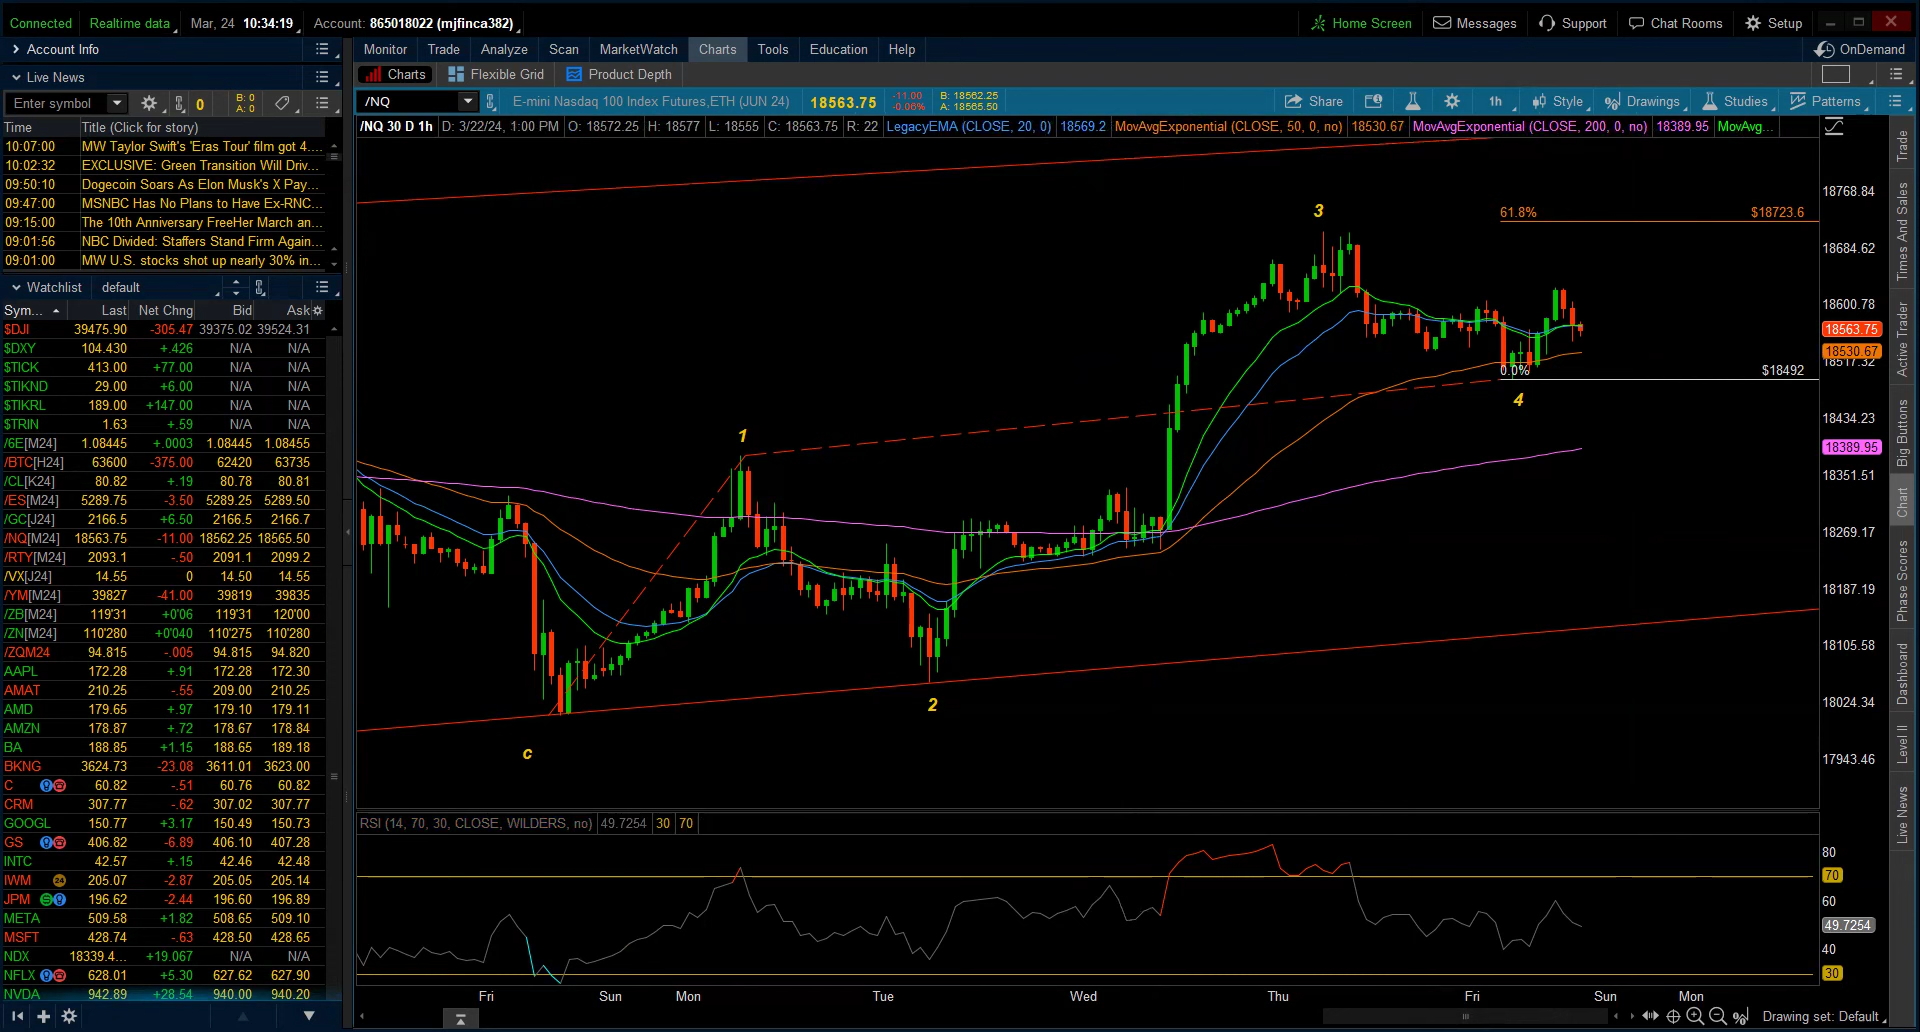 Connected Realtime data Mar, 24 10:34:19 Account: 865018022 (mjfinca382) Home Screen Messages Support Chat Rooms Setup
Account Info Monitor Trade Analyze Scan MarketWatch Charts Tools Education Help OnDemand
Live News Charts Flexible Grid Product Depth
Enter symbol 0 B: 0 A: 0
/NQ E-mini Nasdaq 100 Index Futures,ETH (JUN 24) 18563.75 -11.00 -0.06% B: 18562.25 A: 18565.50 Share 1h Style Drawings Studies Patterns
/NQ 30 D 1h D: 3/22/24, 1:00 PM O: 18572.25 H: 18577 L: 18555 C: 18563.75 R: 22 LegacyEMA (CLOSE, 20, 0) 18569.2 MovAvgExponential (CLOSE, 50, 0, no) 18530.67 MovAvgExponential (CLOSE, 200, 0, no) 18389.95 MovAvg...
Time Title (Click for story)
10:07:00 MW Taylor Swift's 'Eras Tour' film got 4....
10:02:32 EXCLUSIVE: Green Transition Will Driv...
09:50:10 Dogecoin Soars As Elon Musk's X Pay...
09:47:00 MSNBC Has No Plans to Have Ex-RNC...
09:15:00 The 10th Anniversary FreeHer March an...
09:01:56 NBC Divided: Staffers Stand Firm Again...
09:01:00 MW U.S. stocks shot up nearly 30% in...
Watchlist default
Sym... Last Net Chng Bid Ask
$DJI 39475.90 -305.47 39375.02 39524.31
$DXY 104.430 +.426 N/A N/A
$TICK 413.00 +77.00 N/A N/A
$TIKND 29.00 +6.00 N/A N/A
$TIKRL 189.00 +147.00 N/A N/A
$TRIN 1.63 +.59 N/A N/A
/6E[M24] 1.08445 +.0003 1.08445 1.08455
/BTC[H24] 63600 -375.00 62420 63735
/CL[K24] 80.82 +.19 80.78 80.81
/ES[M24] 5289.75 -3.50 5289.25 5289.50
/GC[J24] 2166.5 +6.50 2166.5 2166.7
/NQ[M24] 18563.75 -11.00 18562.25 18565.50
/RTY[M24] 2093.1 -.50 2091.1 2099.2
/VX[J24] 14.55 0 14.50 14.55
/YM[M24] 39827 -41.00 39819 39835
/ZB[M24] 119'31 +0'06 119'31 120'00
/ZN[M24] 110'280 +0'040 110'275 110'280
/ZQM24 94.815 -.005 94.815 94.820
AAPL 172.28 +.91 172.28 172.30
AMAT 210.25 -.55 209.00 210.25
AMD 179.65 +.97 179.10 179.11
AMZN 178.87 +.72 178.67 178.84
BA 188.85 +1.15 188.65 189.18
BKNG 3624.73 -23.08 3611.01 3623.00
C 60.82 -.51 60.76 60.82
CRM 307.77 -.62 307.02 307.77
GOOGL 150.77 +3.17 150.49 150.73
GS 406.82 -6.89 406.10 407.28
INTC 42.57 +.15 42.46 42.48
IWM 24 205.07 -2.87 205.05 205.14
JPM 196.62 -2.44 196.60 196.89
META 509.58 +1.82 508.65 509.10
MSFT 428.74 -.63 428.50 428.65
NDX 18339.4... +19.067 N/A N/A
NFLX 628.01 +5.30 627.62 627.90
NVDA 942.89 +28.54 940.00 940.20
c
1
2
3
4
61.8% $18723.6
0.0% $18492
18768.84
18684.62
18600.78
18563.75
18530.67
18517.32
18434.23
18389.95
18351.51
18269.17
18187.19
18105.58
18024.34
17943.46
RSI (14, 70, 30, CLOSE, WILDERS, no) 49.7254 30 70
80
70
60
49.7254
40
30
Fri Sun Mon Tue Wed Thu Fri Sun Mon
Drawing set: Default
Trade
Times And Sales
Active Trader
Big Buttons
Chart
Phase Scores
Dashboard
Level II
Live News